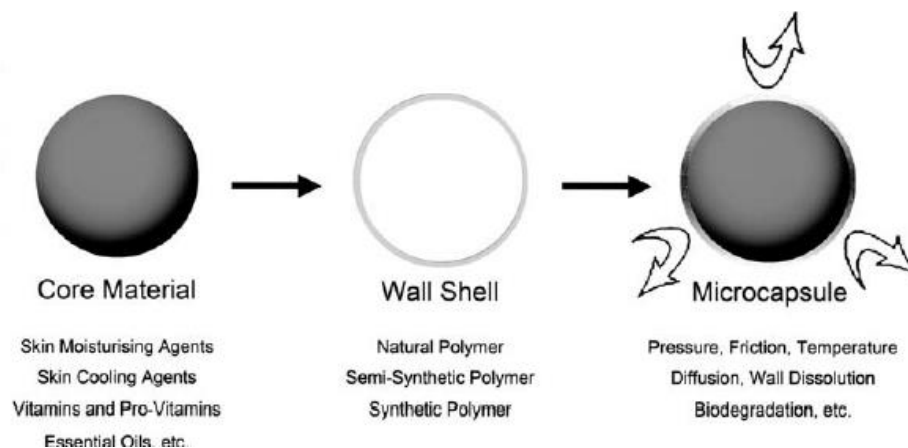 Core Material
Skin Moisturising Agents
Skin Cooling Agents
Vitamins and Pro-Vitamins
Essential Oils, etc.
Wall Shell
Natural Polymer
Semi-Synthetic Polymer
Synthetic Polymer
Microcapsule
Pressure, Friction, Temperature
Diffusion, Wall Dissolution
Biodegradation, etc.